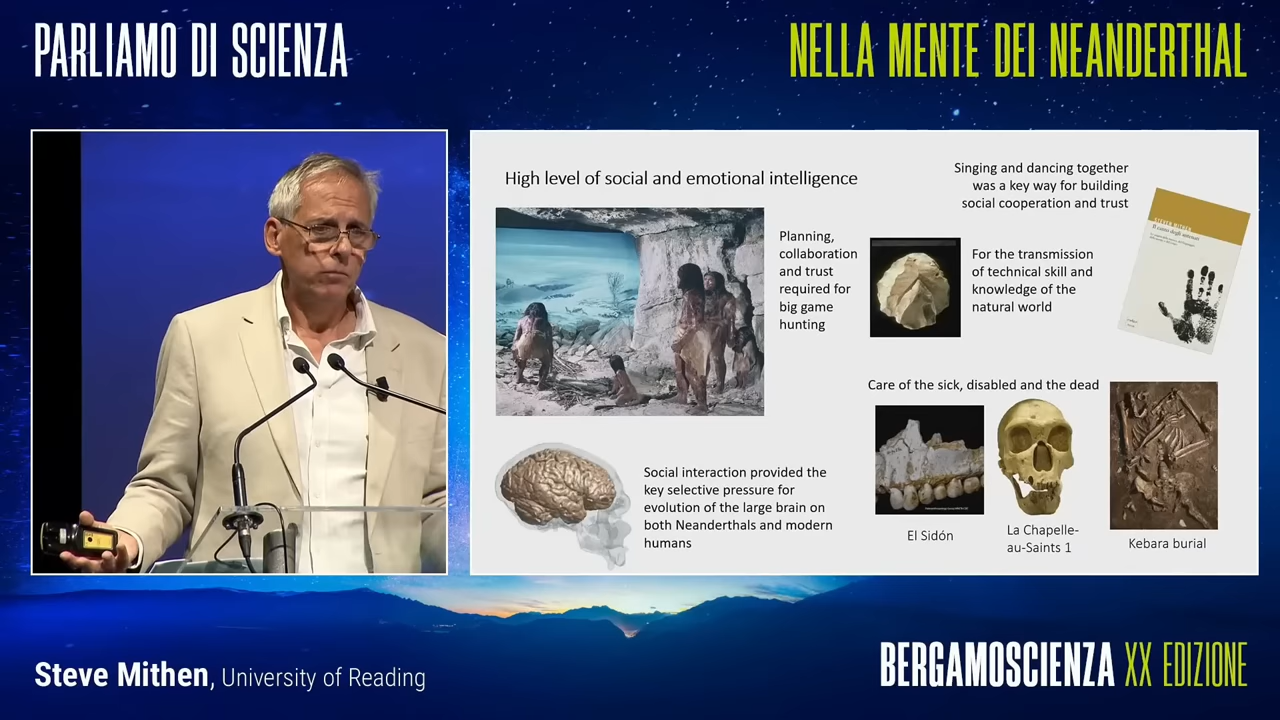 PARLIAMO DI SCIENZA
NELLA MENTE DEI NEANDERTHAL
High level of social and emotional intelligence
Planning,
collaboration
and trust
required for
big game
hunting
Singing and dancing together
was a key way for building
social cooperation and trust
For the transmission
of technical skill and
knowledge of the
natural world
Il canto degli antenati
Care of the sick, disabled and the dead
El Sidón
La Chapelle-
au-Saints 1
Kebara burial
Social interaction provided the
key selective pressure for
evolution of the large brain on
both Neanderthals and modern
humans
Steve Mithen, University of Reading
BERGAMOSCIENZA XX EDIZIONE